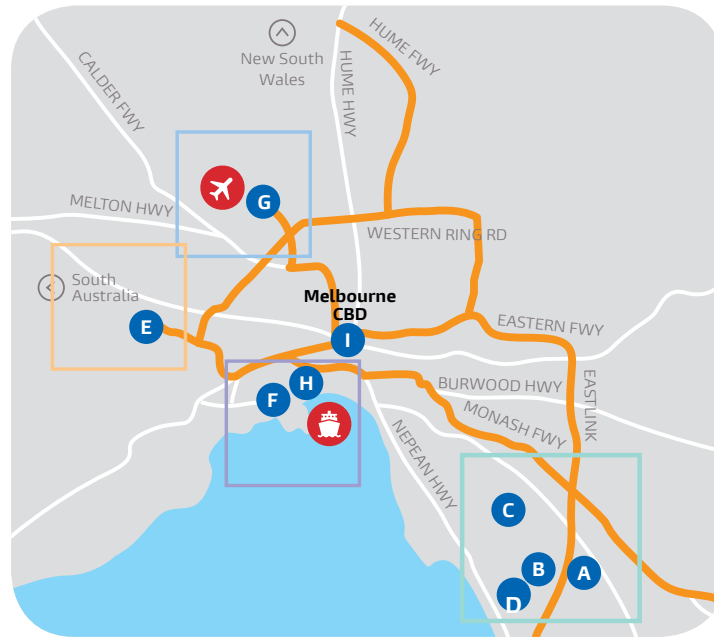 HUME FWY
New South
Wales
CALDER FWY
HUME HWY
G
MELTON HWY
WESTERN RING RD
South
Australia
Melbourne
CBD
E
I
EASTERN FWY
H
F
BURWOOD HWY
EASTLINK
MONASH FWY
NEPEAN HWY
C
B
A
D